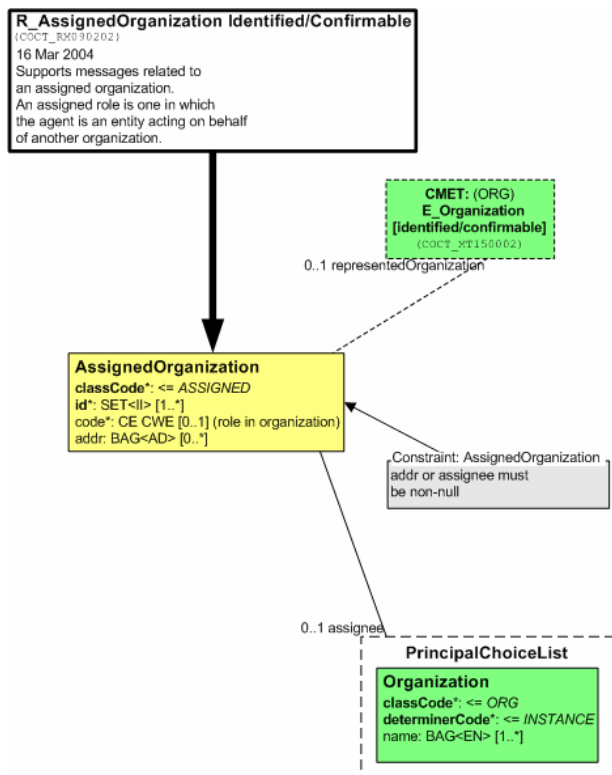 R_AssignedOrganization Identified/Confirmable
{COCT_RM090202}
16 Mar 2004
Supports messages related to
an assigned organization.
An assigned role is one in which
the agent is an entity acting on behalf
of another organization.
CMET: (ORG)
E_Organization
[identified/confirmable]
{COCT_MT150002}
0..1 representedOrganization
AssignedOrganization
classCode*: <= ASSIGNED
id*: SET<II> [1..*]
code*: CE CWE [0..1] (role in organization)
addr: BAG<AD> [0..*]
Constraint: AssignedOrganization
addr or assignee must
be non-null
0..1 assignee
PrincipalChoiceList
Organization
classCode*: <= ORG
determinerCode*: <= INSTANCE
name: BAG<EN> [1..*]